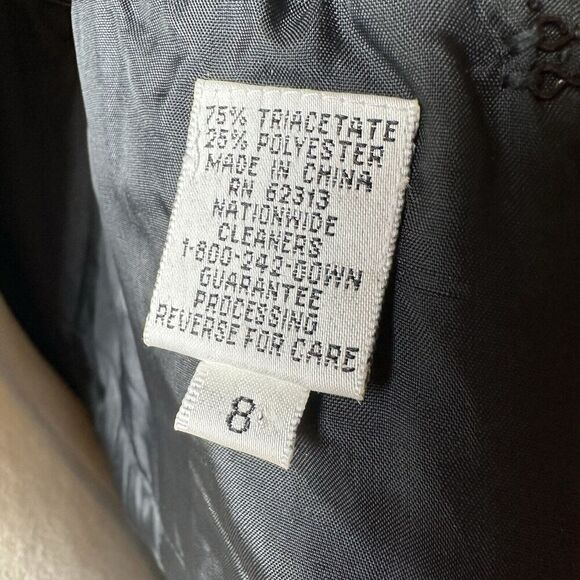 75% TRIACETATE
25% POLYESTER
MADE IN CHINA
RN 62313
NATIONWIDE
CLEANERS
1-800-242-DOWN
GUARANTEE
PROCESSING
REVERSE FOR CARE
8